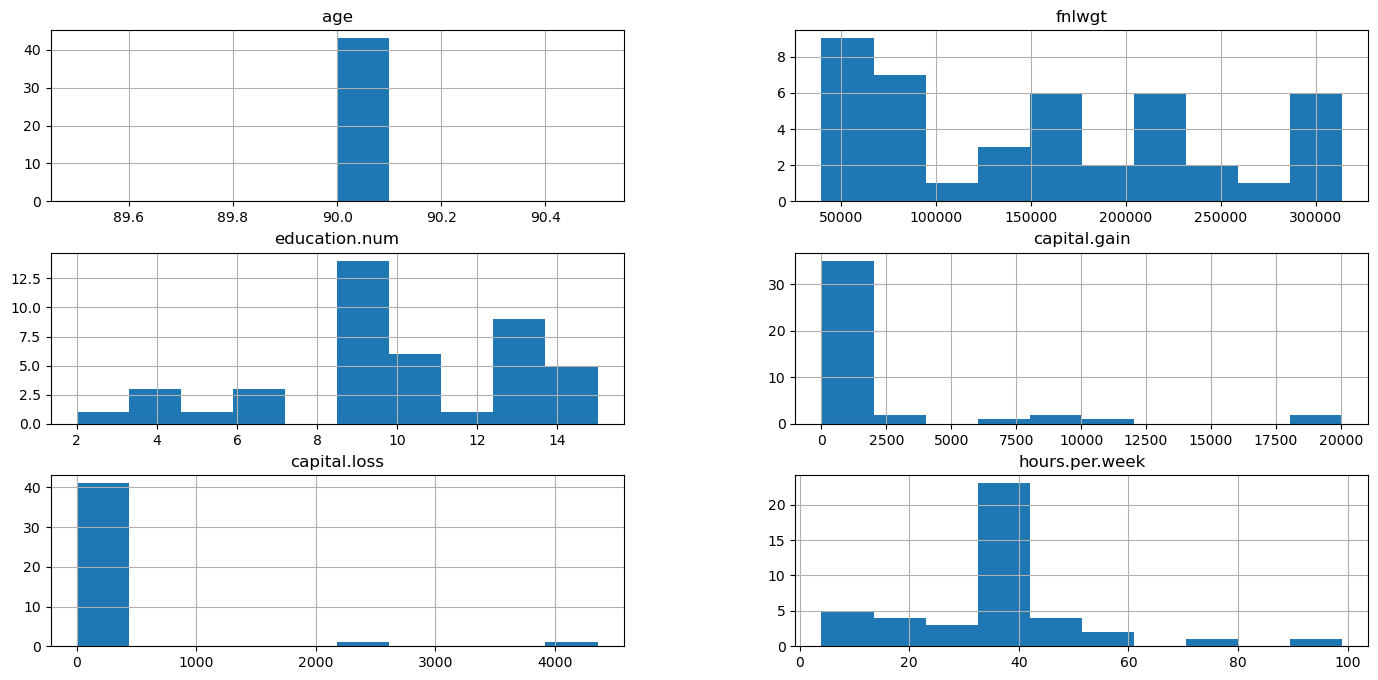 age
40
30
20
10
0
89.6 89.8 90.0 90.2 90.4
fnlwgt
8
6
4
2
0
50000 100000 150000 200000 250000 300000
education.num
12.5
10.0
7.5
5.0
2.5
0.0
2 4 6 8 10 12 14
capital.gain
30
20
10
0
0 2500 5000 7500 10000 12500 15000 17500 20000
capital.loss
40
30
20
10
0
0 1000 2000 3000 4000
hours.per.week
20
15
10
5
0
0 20 40 60 80 100